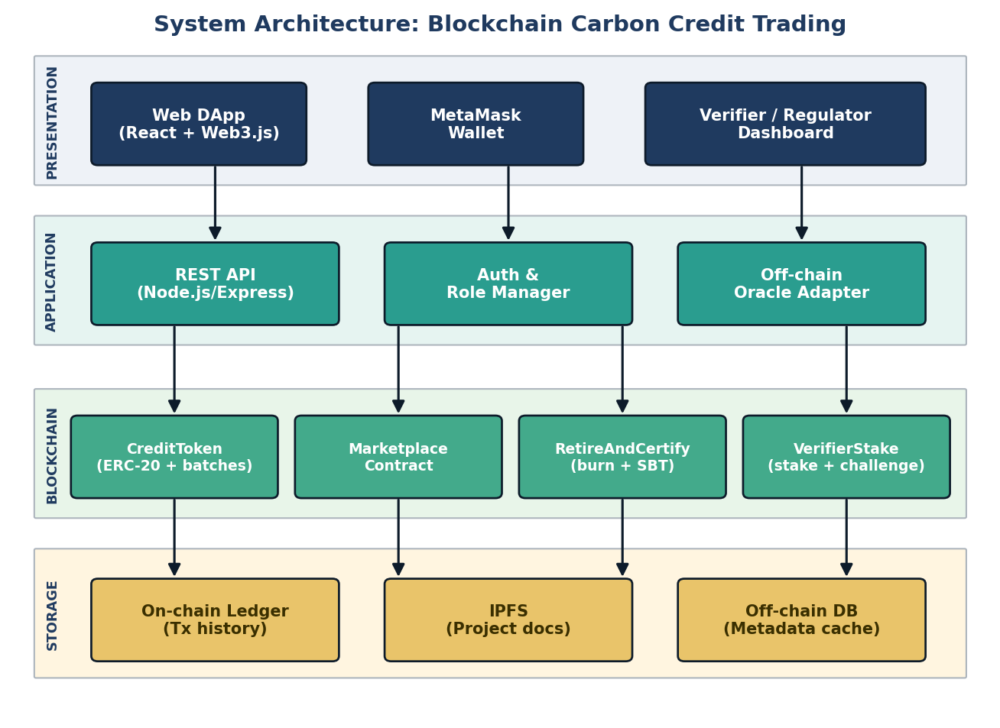 System Architecture: Blockchain Carbon Credit Trading
PRESENTATION
Web DApp
(React + Web3.js)
MetaMask
Wallet
Verifier / Regulator
Dashboard
APPLICATION
REST API
(Node.js/Express)
Auth &
Role Manager
Off-chain
Oracle Adapter
BLOCKCHAIN
CreditToken
(ERC-20 + batches)
Marketplace
Contract
RetireAndCertify
(burn + SBT)
VerifierStake
(stake + challenge)
STORAGE
On-chain Ledger
(Tx history)
IPFS
(Project docs)
Off-chain DB
(Metadata cache)